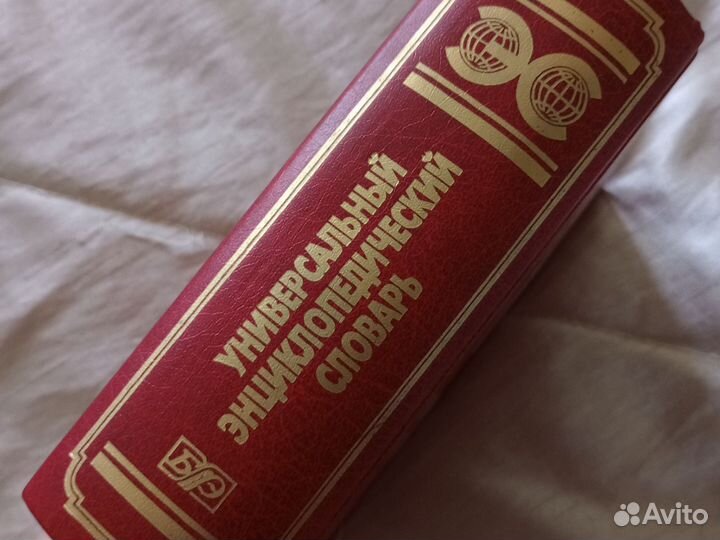 УНИВЕРСАЛЬНЫЙ
ЭНЦИКЛОПЕДИЧЕСКИЙ
СЛОВАРЬ
БРЭ
Avito